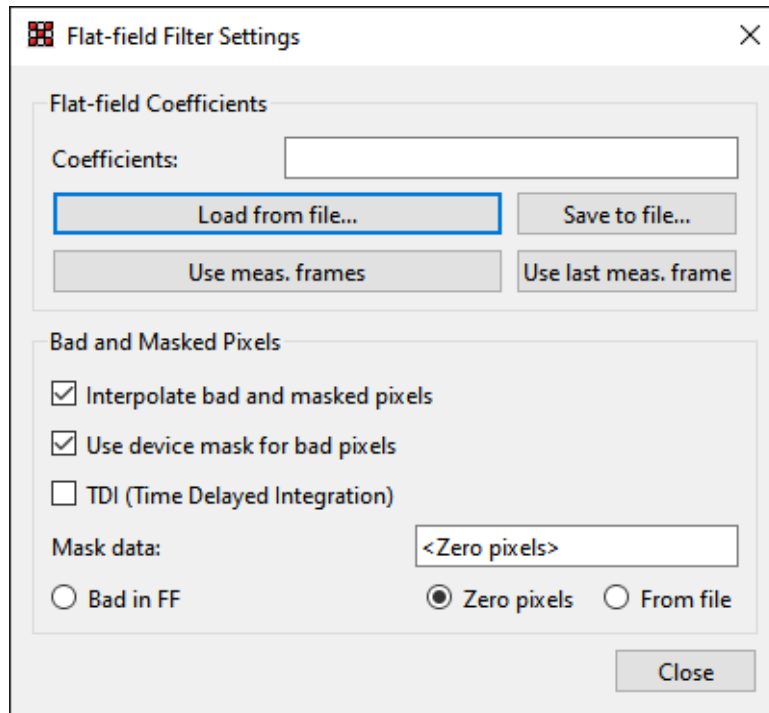 Flat-field Filter Settings
Flat-field Coefficients
Coefficients:
Load from file... Save to file...
Use meas. frames Use last meas. frame
Bad and Masked Pixels
Interpolate bad and masked pixels
Use device mask for bad pixels
TDI (Time Delayed Integration)
Mask data: <Zero pixels>
Bad in FF Zero pixels From file
Close